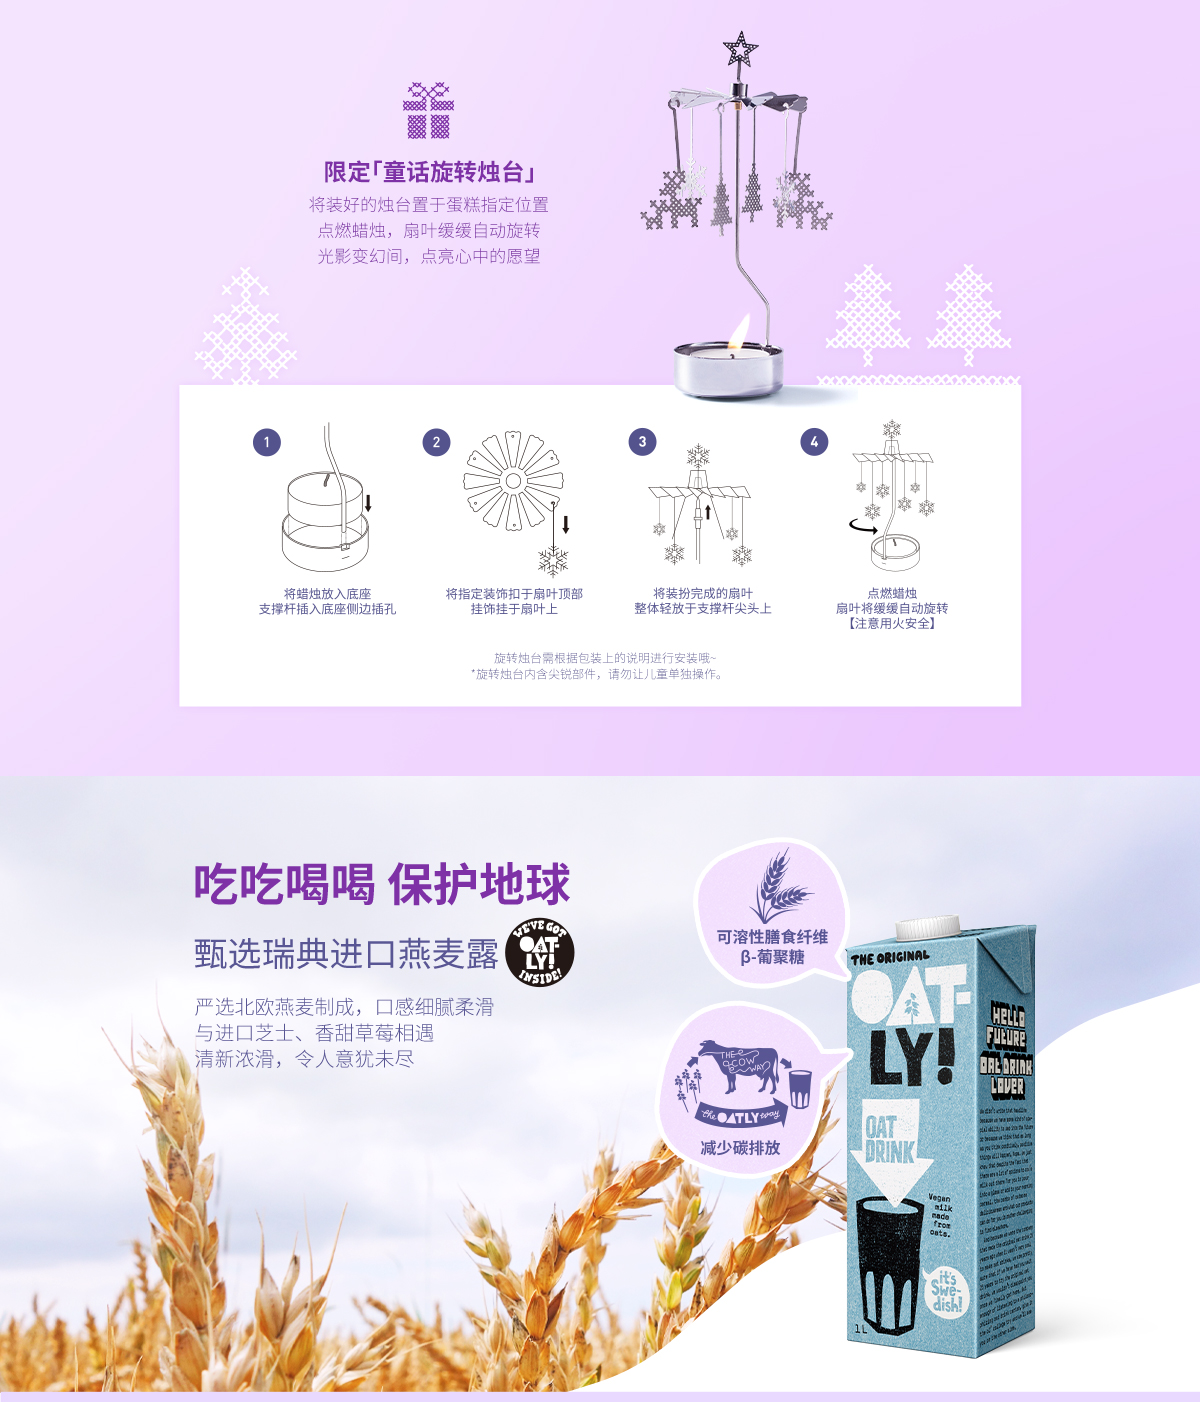 限定「童话旋转烛台」
将装好的烛台置于蛋糕指定位置
点燃蜡烛，扇叶缓缓自动旋转
光影变幻间，点亮心中的愿望
1
将蜡烛放入底座
支撑杆插入底座侧边插孔
2
将指定装饰扣于扇叶顶部
挂饰挂于扇叶上
3
将装扮完成的扇叶
整体轻放于支撑杆尖头上
4
点燃蜡烛
扇叶将缓缓自动旋转
【注意用火安全】
旋转烛台需根据包装上的说明进行安装哦~
*旋转烛台内含尖锐部件，请勿让儿童单独操作。
吃吃喝喝 保护地球
甄选瑞典进口燕麦露
WE'VE GOT
OAT-
LY!
INSIDE!
严选北欧燕麦制成，口感细腻柔滑
与进口芝士、香甜草莓相遇
清新浓滑，令人意犹未尽
可溶性膳食纤维
β-葡聚糖
THE
COW
WAY
the OATLY way
减少碳排放
THE ORIGINAL
OAT-
LY!
OAT
DRINK
Vegan
milk
made
from
oats.
it's
Swe-
dish!
1L
HELLO
FUTURE
OAT DRINK
LOVER